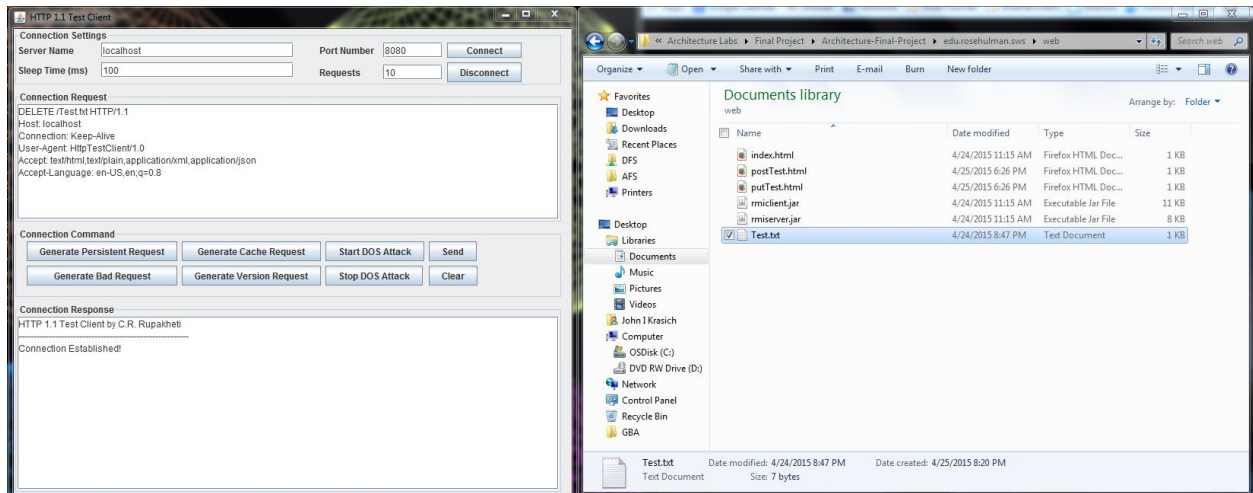 HTTP 1.1 Test Client
Connection Settings
Server Name localhost Port Number 8080 Connect
Sleep Time (ms) 100 Requests 10 Disconnect
Connection Request
DELETE /Test.txt HTTP/1.1
Host: localhost
Connection: Keep-Alive
User-Agent: HttpTestClient/1.0
Accept: text/html,text/plain,application/xml,application/json
Accept-Language: en-US,en;q=0.8
Connection Command
Generate Persistent Request Generate Cache Request Start DOS Attack Send
Generate Bad Request Generate Version Request Stop DOS Attack Clear
Connection Response
HTTP 1.1 Test Client by C.R. Rupakheti
------------------------------------------------------------
Connection Established!
« Architecture Labs ▸ Final Project ▸ Architecture-Final-Project ▸ edu.rosehulman.sws ▸ web Search web
Organize Open Share with Print E-mail Burn New folder
Favorites
Desktop
Downloads
Recent Places
DFS
AFS
Printers
Desktop
Libraries
Documents
Music
Pictures
Videos
John I Krasich
Computer
OSDisk (C:)
DVD RW Drive (D:)
Network
Control Panel
Recycle Bin
GBA
Documents library
web
Arrange by: Folder
Name Date modified Type Size
index.html 4/24/2015 11:15 AM Firefox HTML Doc... 1 KB
postTest.html 4/25/2015 6:26 PM Firefox HTML Doc... 1 KB
putTest.html 4/25/2015 6:26 PM Firefox HTML Doc... 1 KB
rmiclient.jar 4/24/2015 11:15 AM Executable Jar File 11 KB
rmiserver.jar 4/24/2015 11:15 AM Executable Jar File 8 KB
Test.txt 4/24/2015 8:47 PM Text Document 1 KB
Test.txt Date modified: 4/24/2015 8:47 PM Date created: 4/25/2015 8:20 PM
Text Document Size: 7 bytes